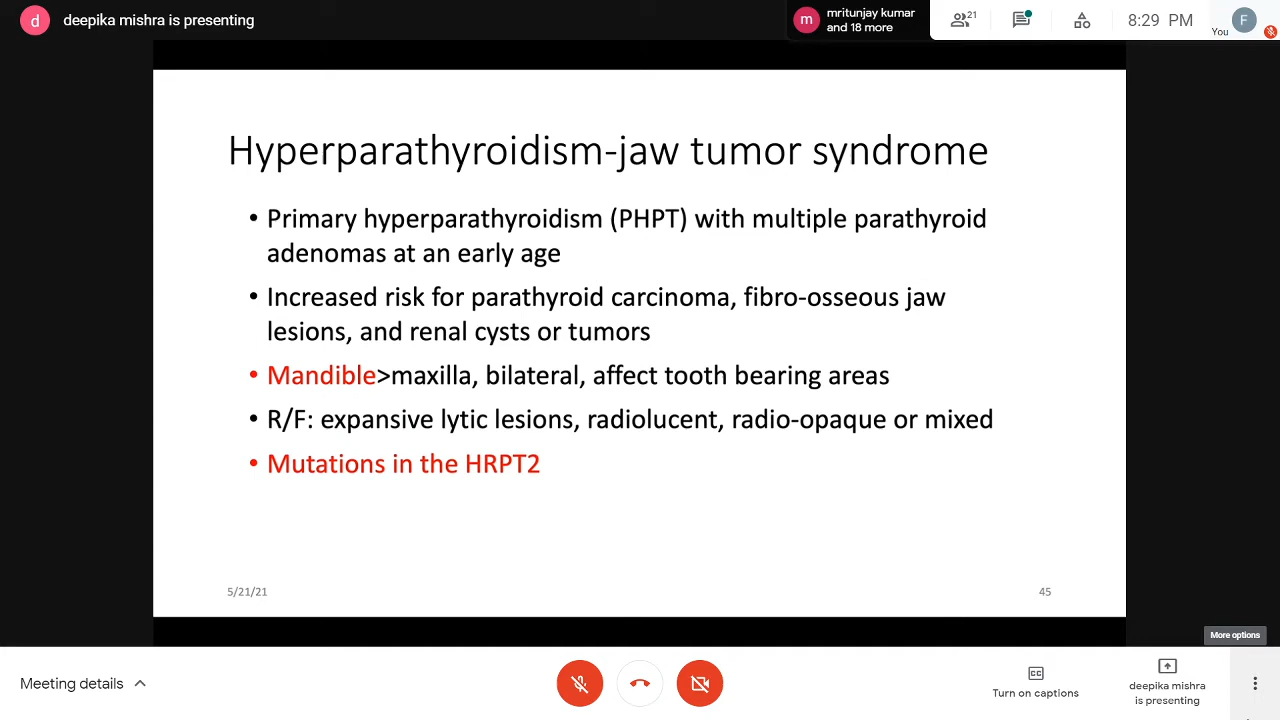 d deepika mishra is presenting
m mritunjay kumar
and 18 more
21
8:29 PM
You
F
Hyperparathyroidism-jaw tumor syndrome
• Primary hyperparathyroidism (PHPT) with multiple parathyroid
adenomas at an early age
• Increased risk for parathyroid carcinoma, fibro-osseous jaw
lesions, and renal cysts or tumors
• Mandible>maxilla, bilateral, affect tooth bearing areas
• R/F: expansive lytic lesions, radiolucent, radio-opaque or mixed
• Mutations in the HRPT2
5/21/21
45
More options
Meeting details
CC
Turn on captions
deepika mishra
is presenting